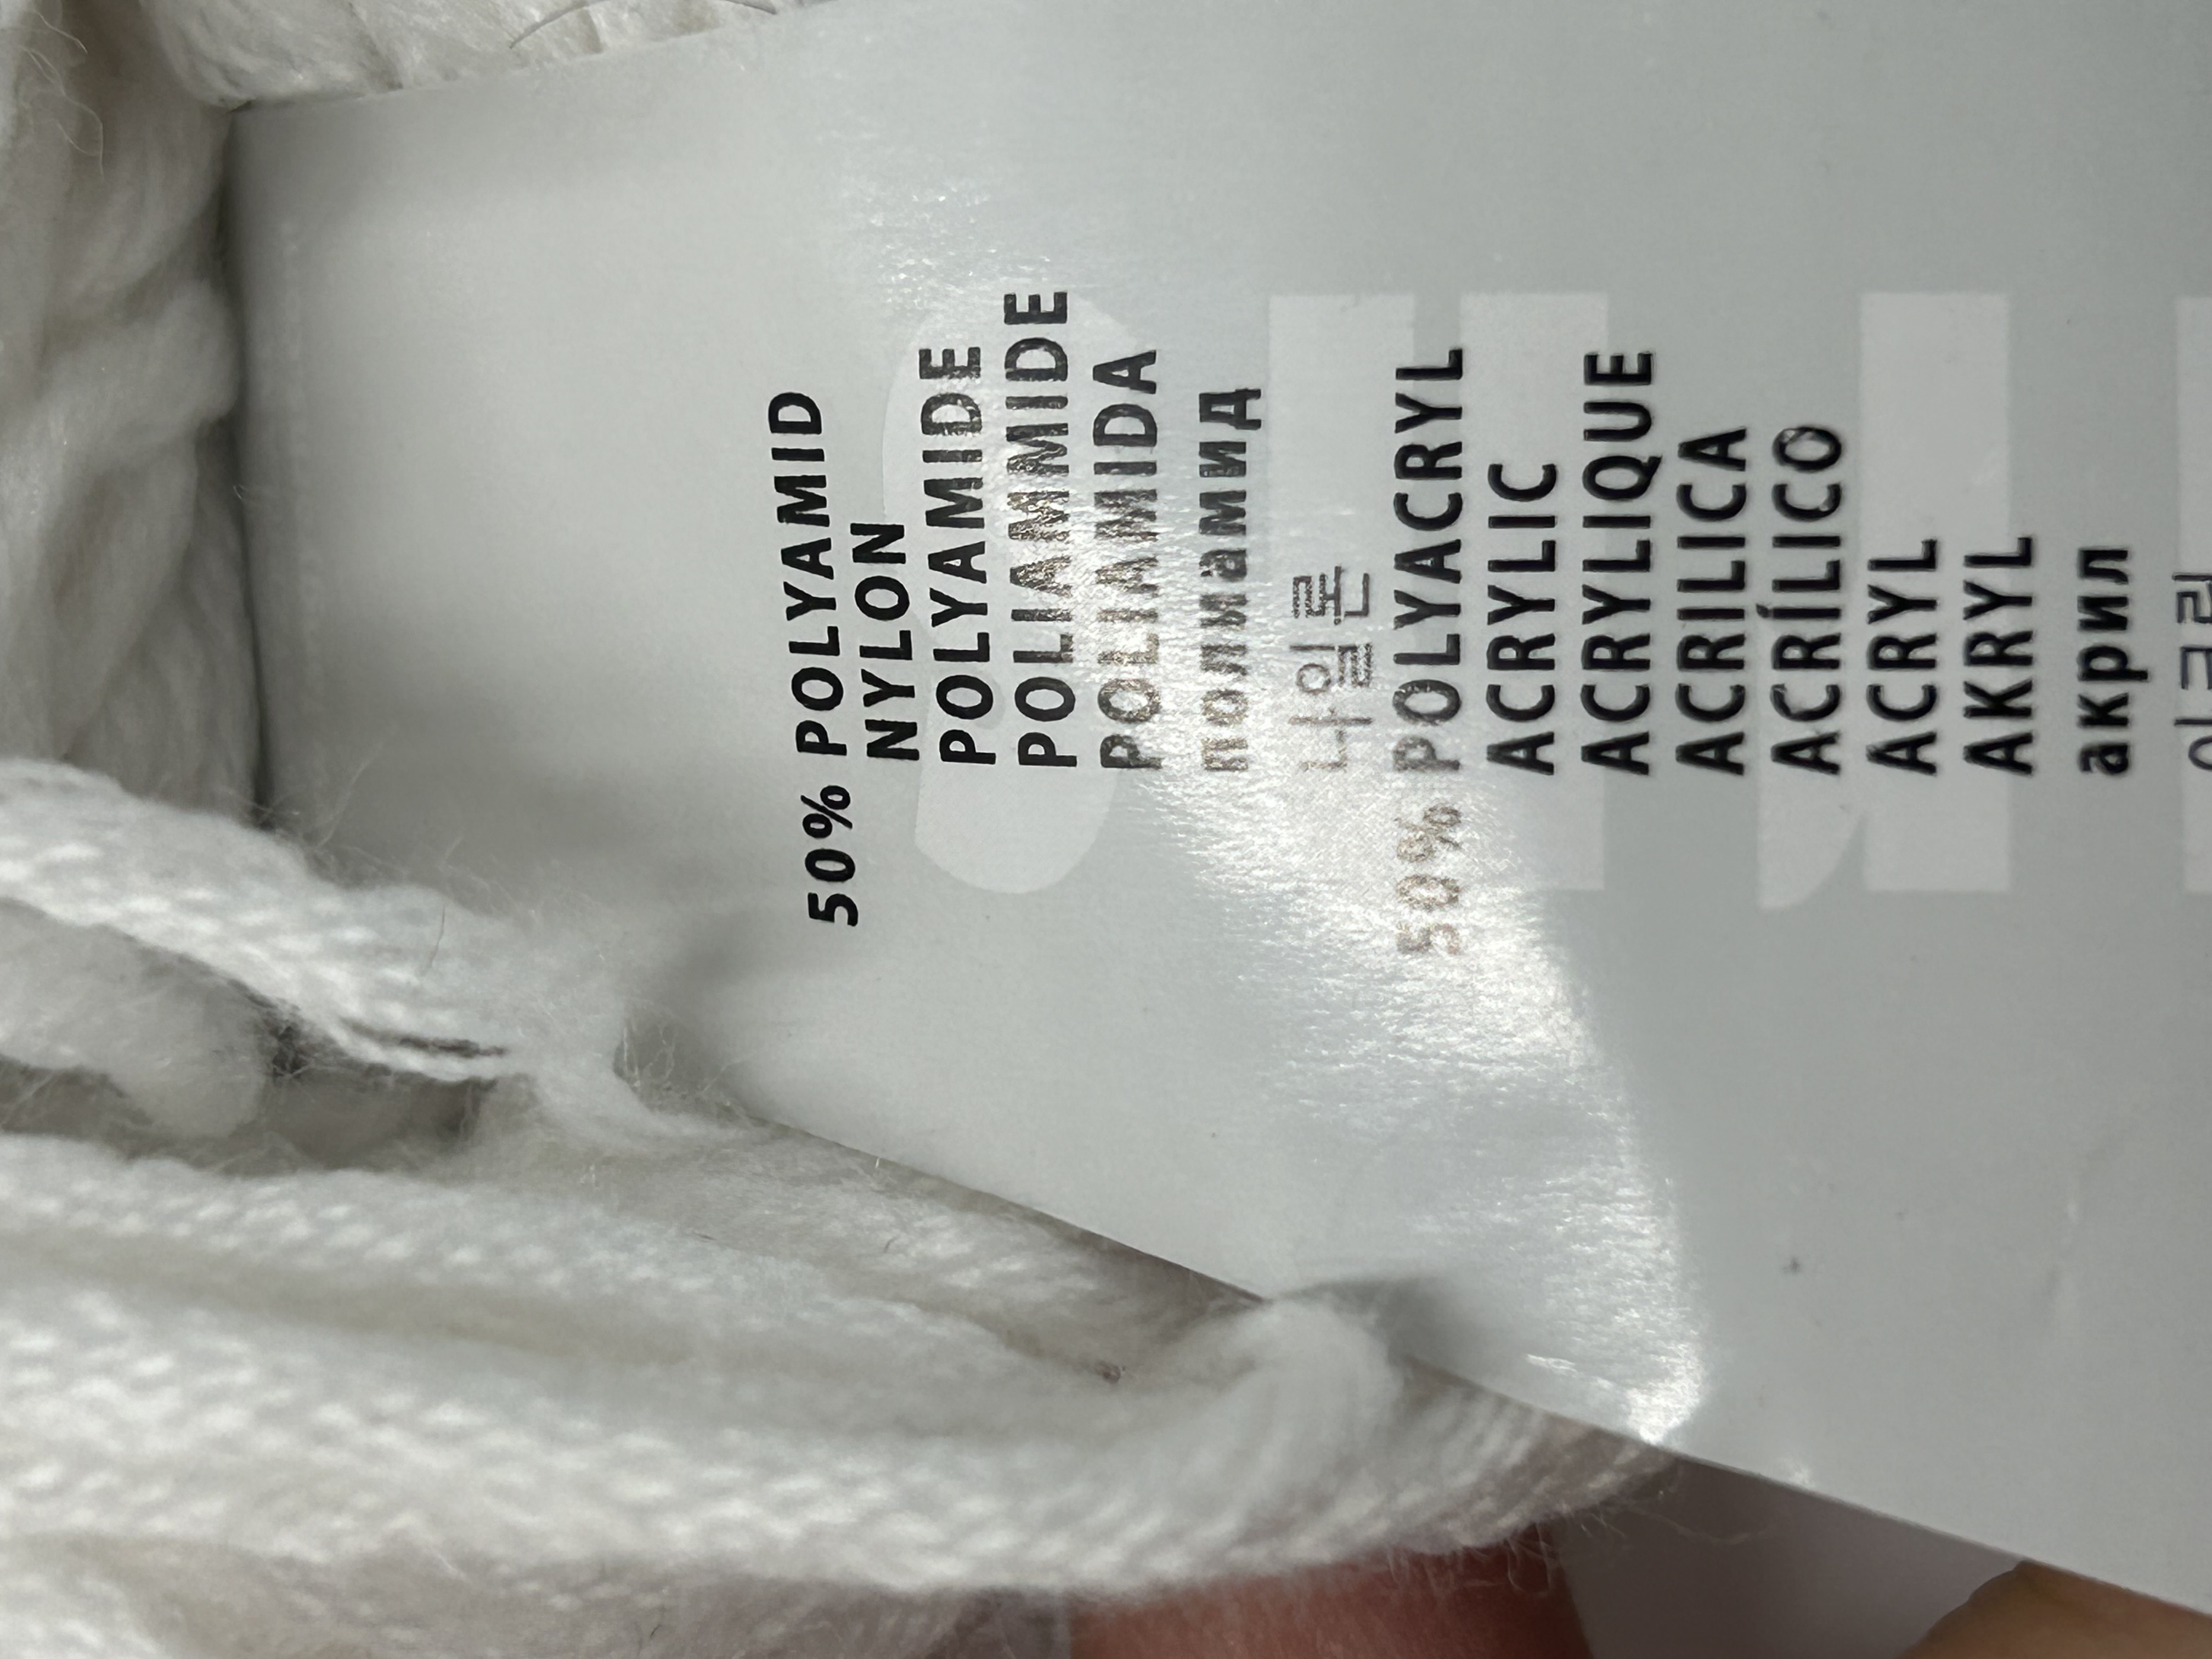 50% POLYAMID
NYLON
POLYAMIDE
POLIAMMIDE
POLIAMIDA
полиамид
나일론
50% POLYACRYL
ACRYLIC
ACRYLIQUE
ACRILICA
ACRÍLICO
ACRYL
AKRYL
акрил